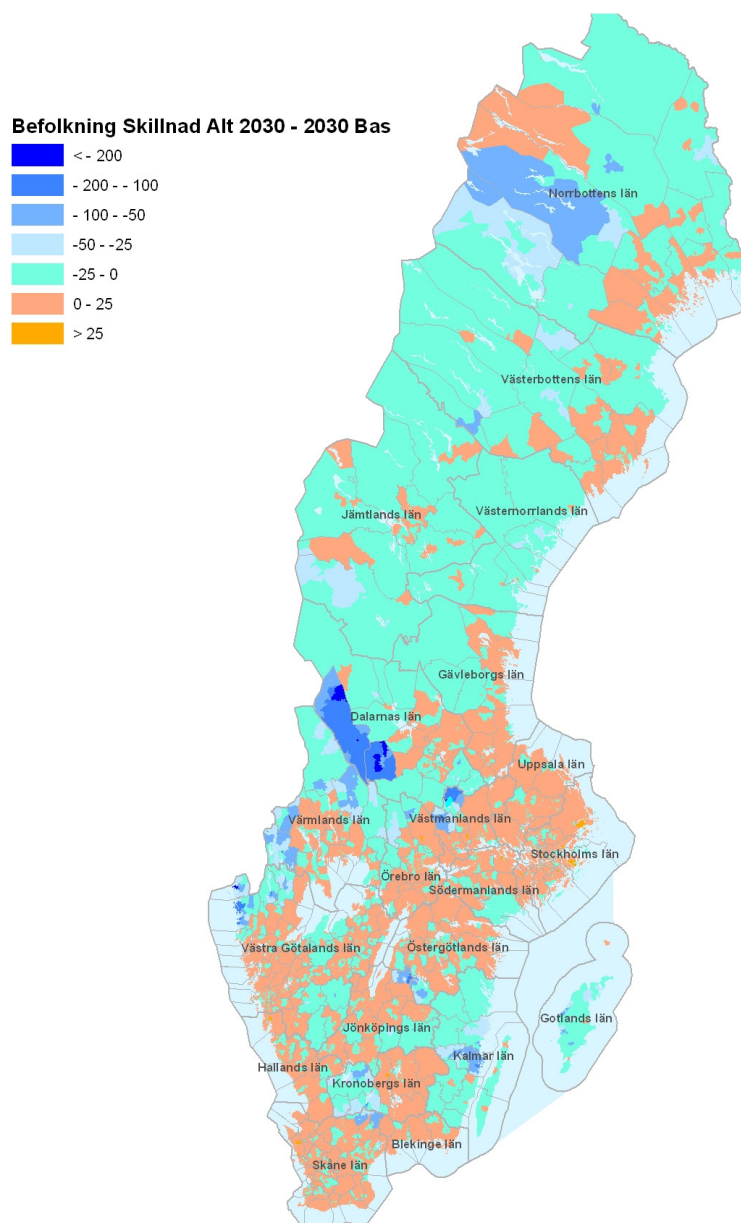 Befolkning Skillnad Alt 2030 - 2030 Bas
< - 200
- 200 - - 100
- 100 - -50
-50 - -25
-25 - 0
0 - 25
> 25
Norrbottens län
Västerbottens län
Jämtlands län
Västernorrlands län
Gävleborgs län
Dalarnas län
Uppsala län
Värmlands län
Västmanlands län
Stockholms län
Örebro län
Södermanlands län
Västra Götalands län
Östergötlands län
Gotlands län
Jönköpings län
Kalmar län
Hallands län
Kronobergs län
Blekinge län
Skåne län